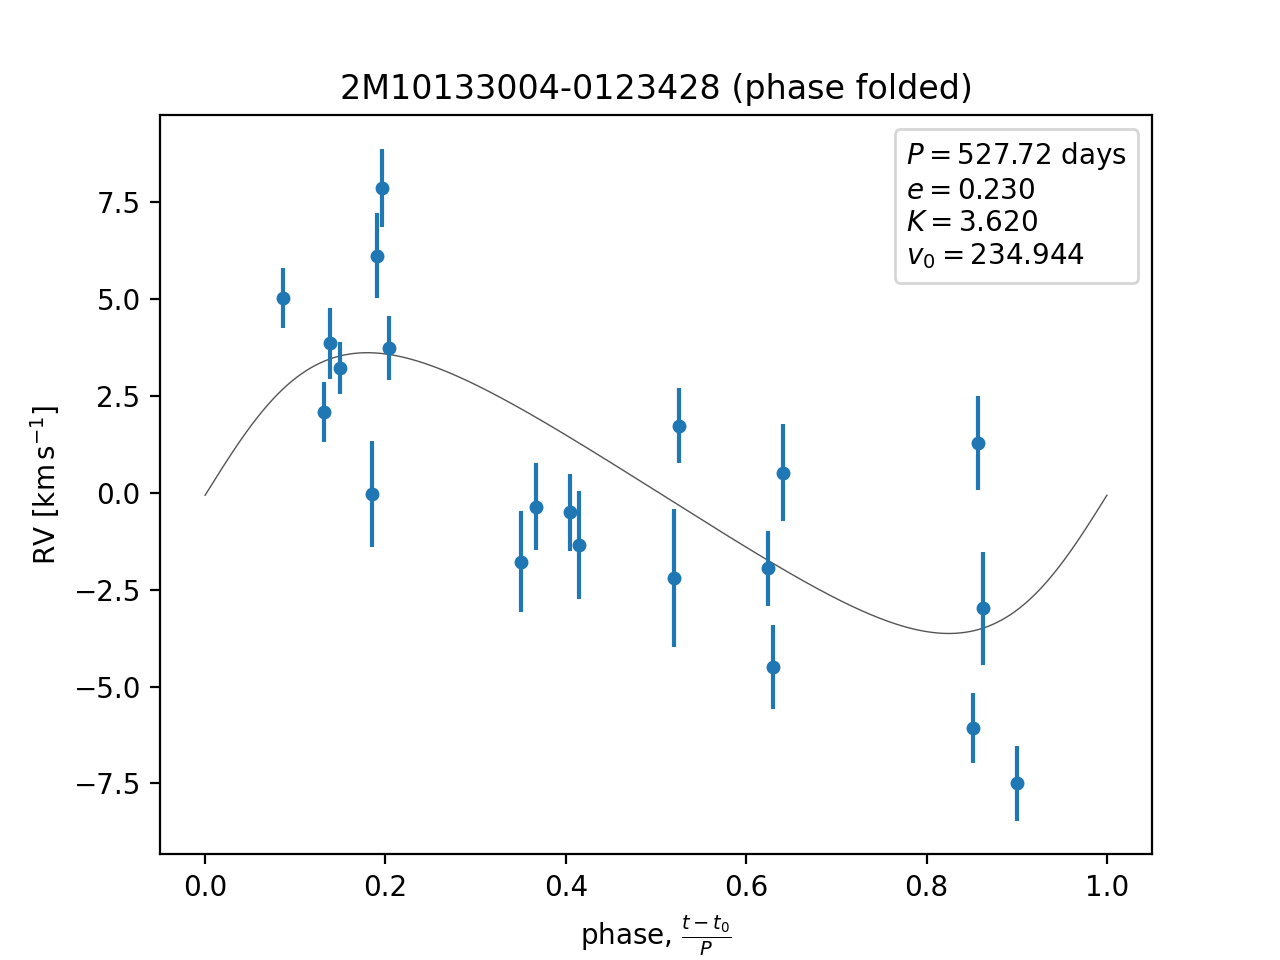 2M10133004-0123428 (phase folded)
P = 527.72 days
e = 0.230
K = 3.620
v₀ = 234.944
RV [km s⁻¹]
7.5
5.0
2.5
0.0
−2.5
−5.0
−7.5
0.0 0.2 0.4 0.6 0.8 1.0
phase, (t − t₀)/P